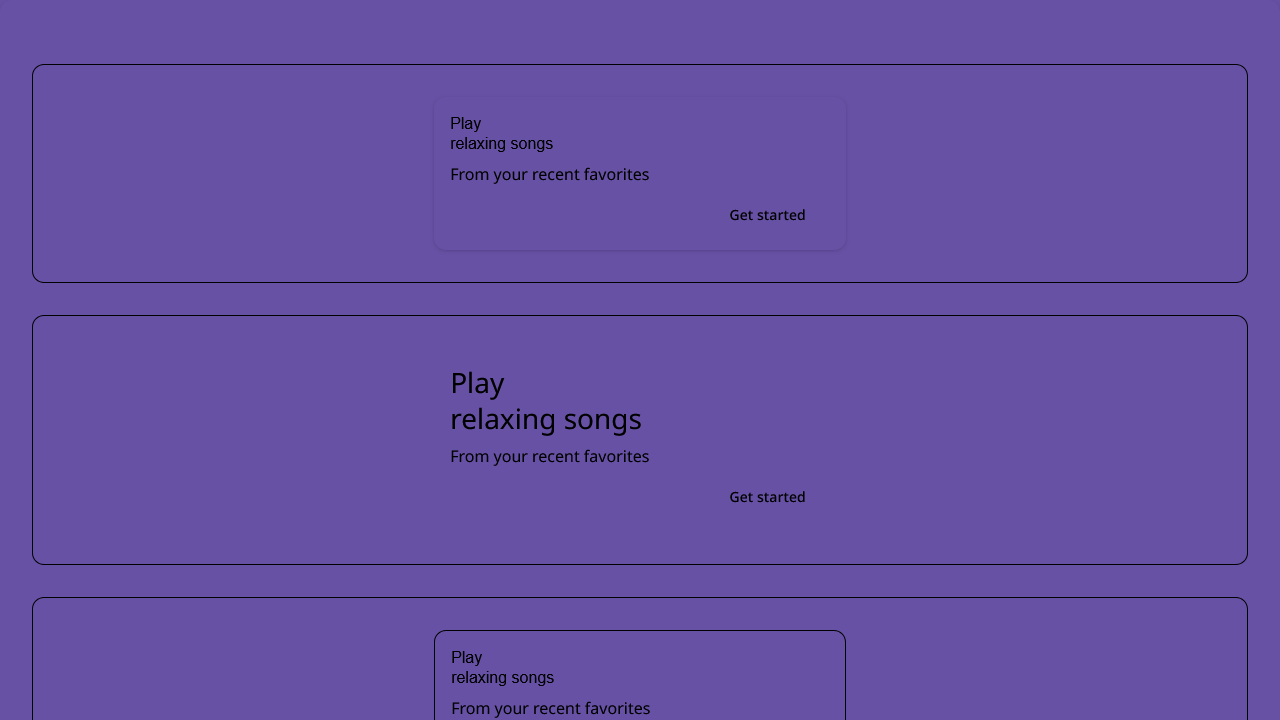 Play
relaxing songs
From your recent favorites
Get started
Play
relaxing songs
From your recent favorites
Get started
Play
relaxing songs
From your recent favorites